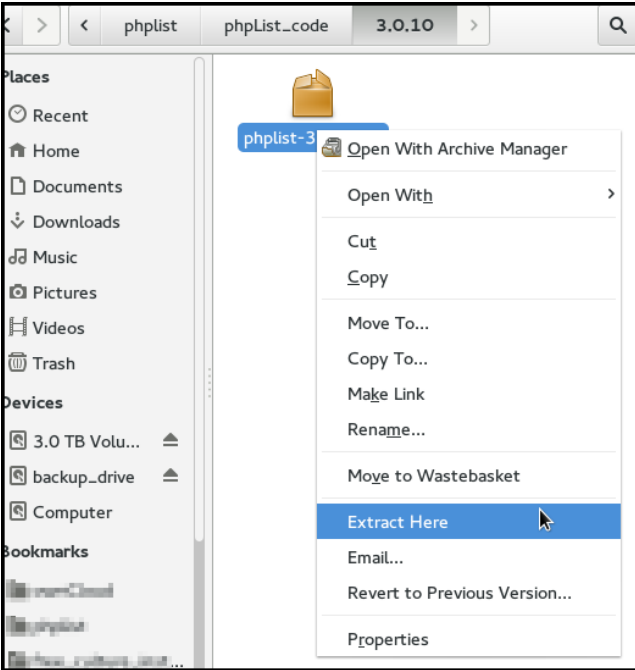 phplist phpList_code 3.0.10
Places
Recent
Home
Documents
Downloads
Music
Pictures
Videos
Trash
Devices
3.0 TB Volu...
backup_drive
Computer
Bookmarks
phplist-3
Open With Archive Manager
Open With
Cut
Copy
Move To...
Copy To...
Make Link
Rename...
Move to Wastebasket
Extract Here
Email...
Revert to Previous Version...
Properties